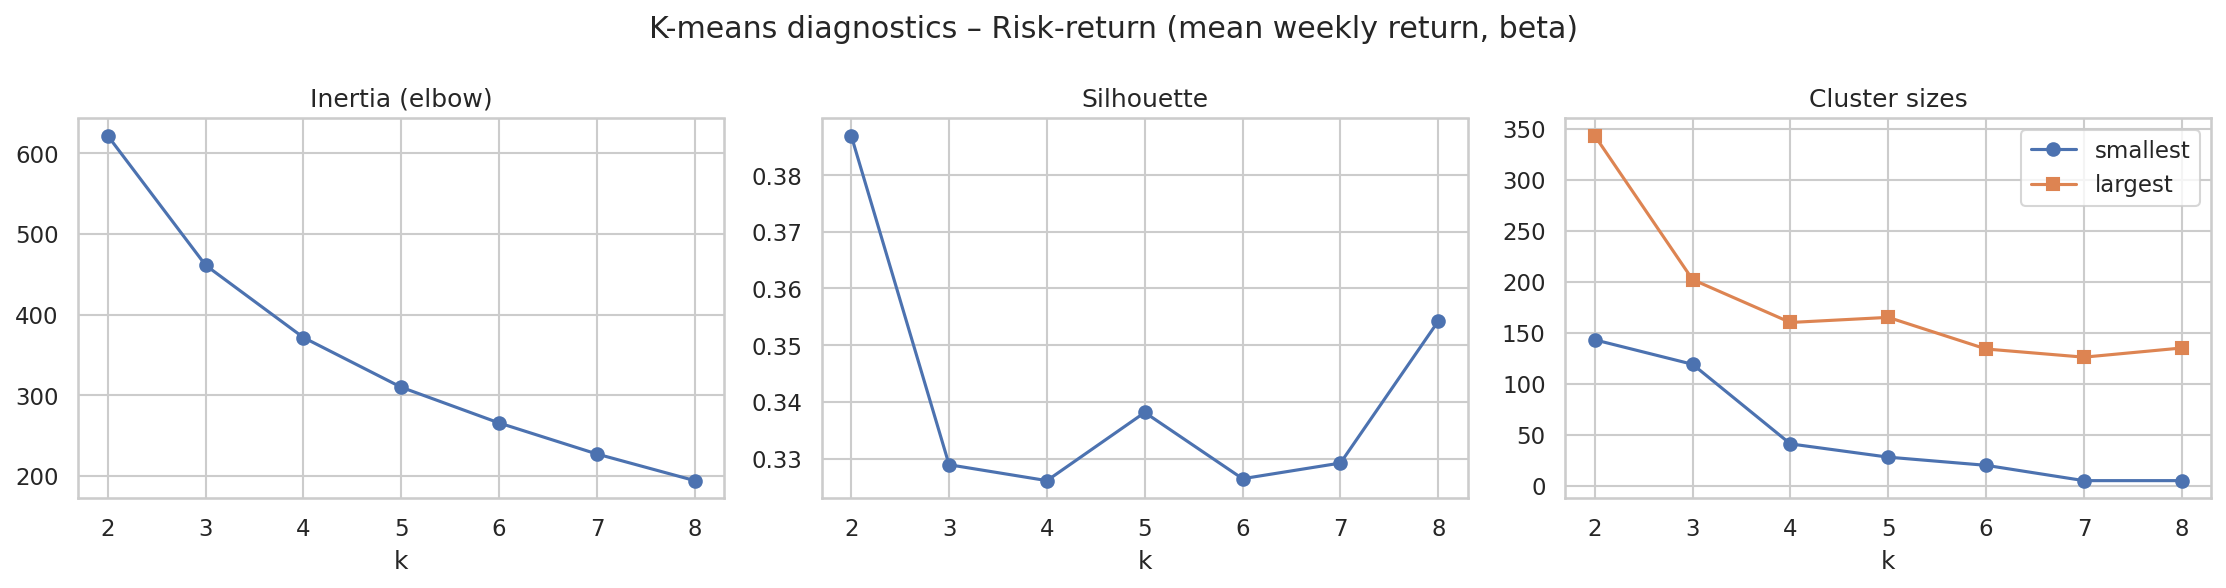 K-means diagnostics – Risk-return (mean weekly return, beta)
Inertia (elbow)
600
500
400
300
200
2 3 4 5 6 7 8
k
Silhouette
0.38
0.37
0.36
0.35
0.34
0.33
2 3 4 5 6 7 8
k
Cluster sizes
350
300
250
200
150
100
50
0
smallest
largest
2 3 4 5 6 7 8
k